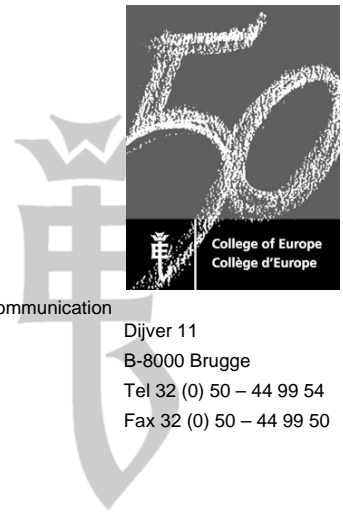 50
College of Europe
Collège d'Europe
Dijver 11
B-8000 Brugge
Tel 32 (0) 50 – 44 99 54
Fax 32 (0) 50 – 44 99 50